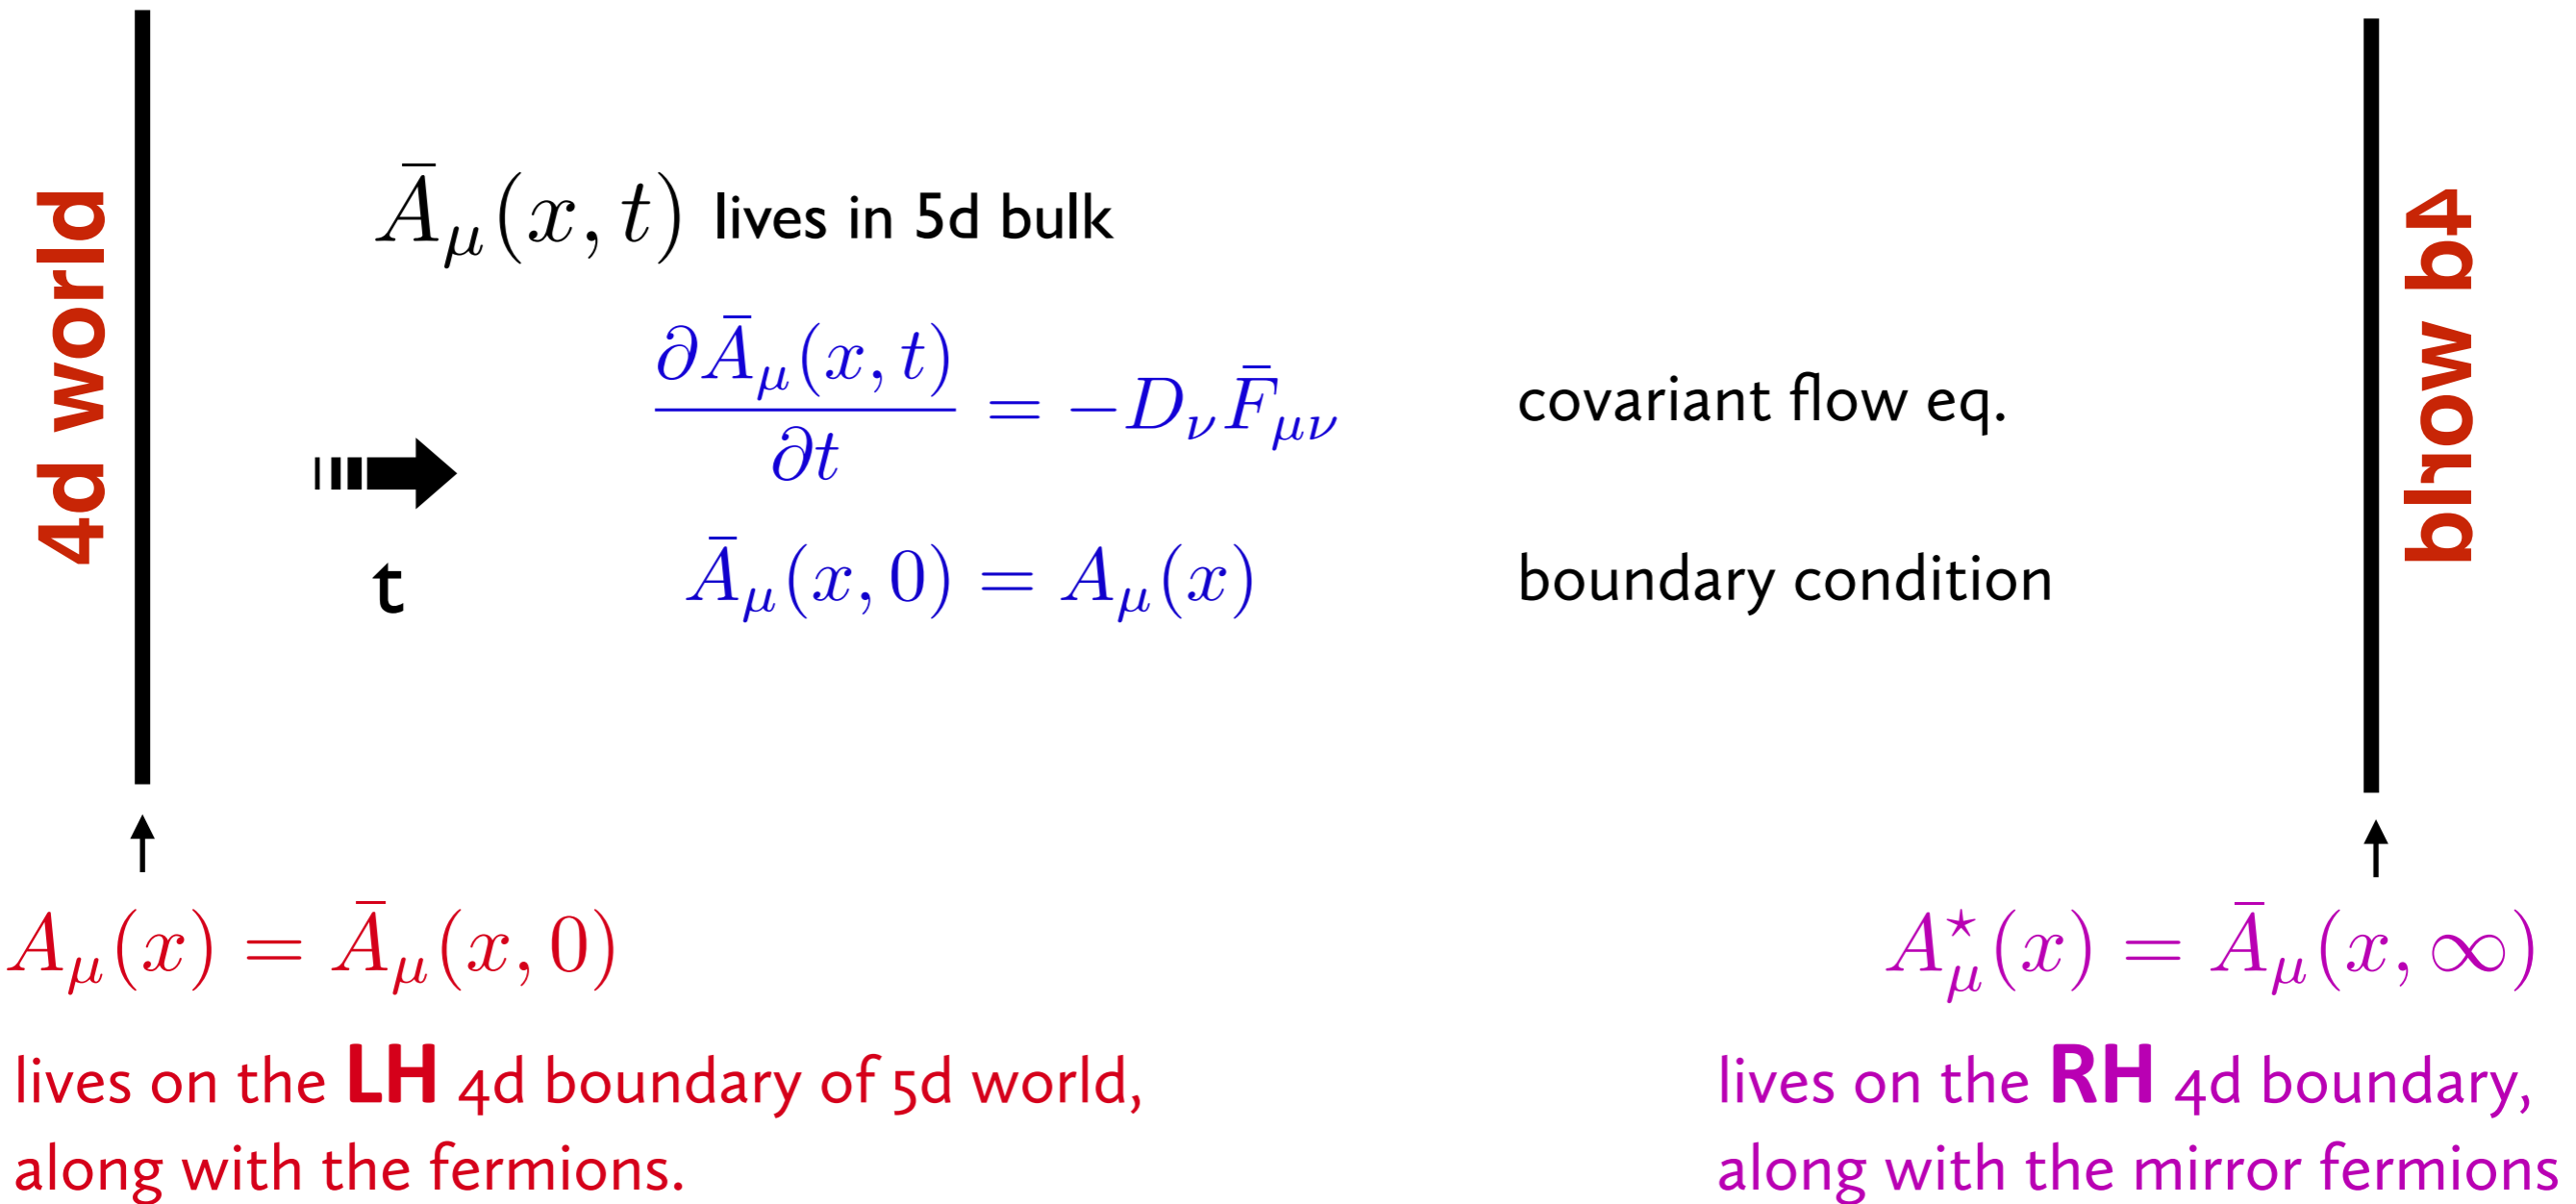 4d world
Ā_μ(x, t) lives in 5d bulk
4d world
∂Ā_μ(x, t)/∂t = −D_ν F̄_μν covariant flow eq.
t
Ā_μ(x, 0) = A_μ(x) boundary condition
A_μ(x) = Ā_μ(x, 0)
lives on the LH 4d boundary of 5d world,
along with the fermions.
A*_μ(x) = Ā_μ(x, ∞)
lives on the RH 4d boundary,
along with the mirror fermions